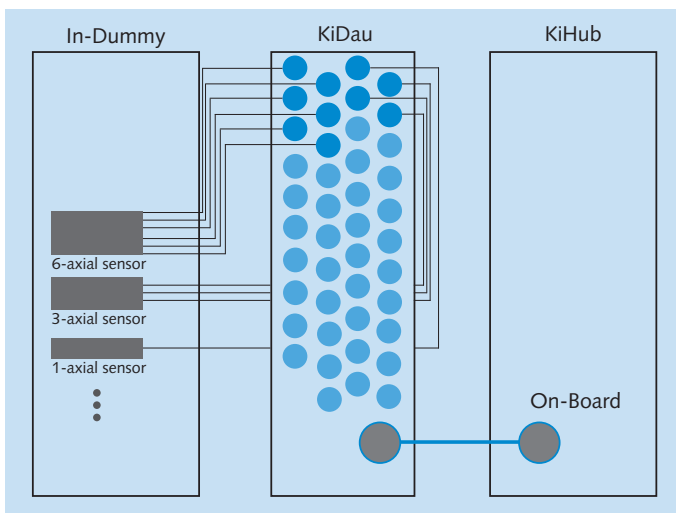 In-Dummy
KiDau
KiHub
6-axial sensor
3-axial sensor
1-axial sensor
On-Board